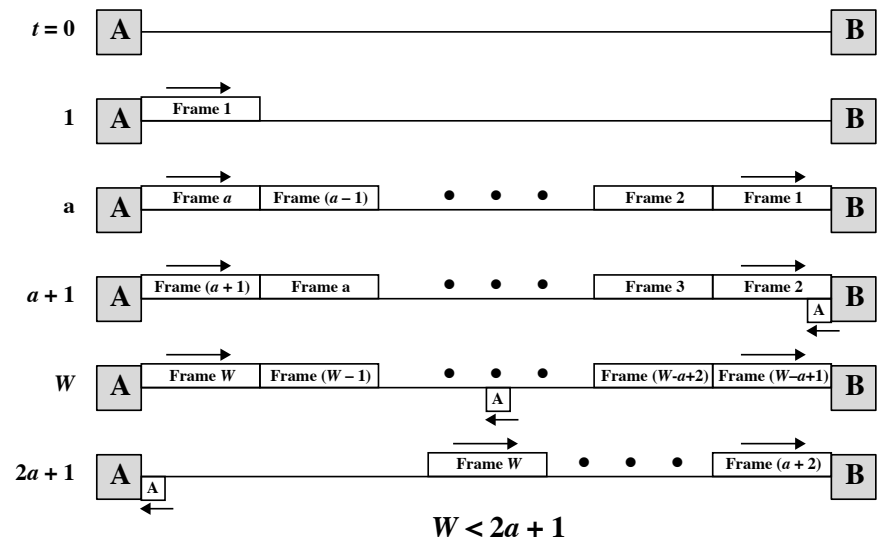 t = 0 A B
1 A Frame 1 B
a A Frame a Frame (a – 1) • • • Frame 2 Frame 1 B
a + 1 A Frame (a + 1) Frame a • • • Frame 3 Frame 2 A B
W A Frame W Frame (W – 1) • • • A Frame (W-a+2) Frame (W–a+1) B
2a + 1 A A Frame W • • • Frame (a + 2) B
W < 2a + 1